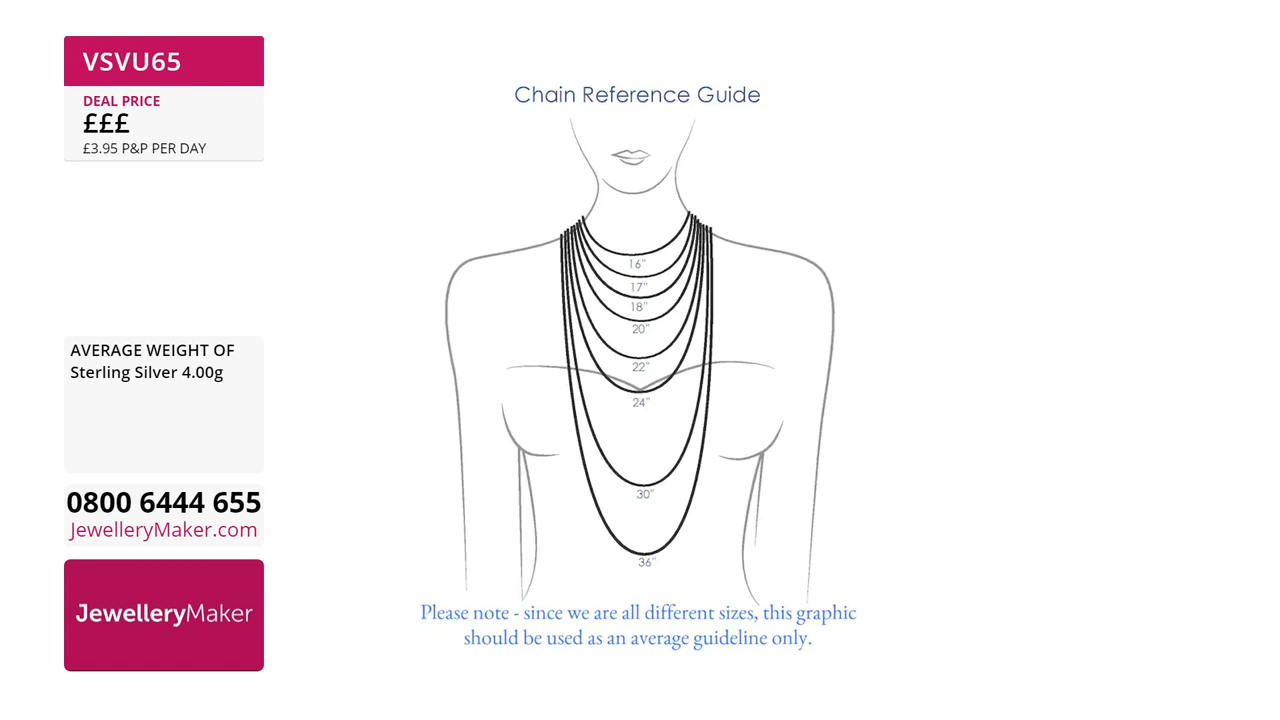 VSVU65
DEAL PRICE
£££
£3.95 P&P PER DAY
AVERAGE WEIGHT OF
Sterling Silver 4.00g
0800 6444 655
JewelleryMaker.com
JewelleryMaker
Chain Reference Guide
16"
17"
18"
20"
22"
24"
30"
36"
Please note - since we are all different sizes, this graphic
should be used as an average guideline only.